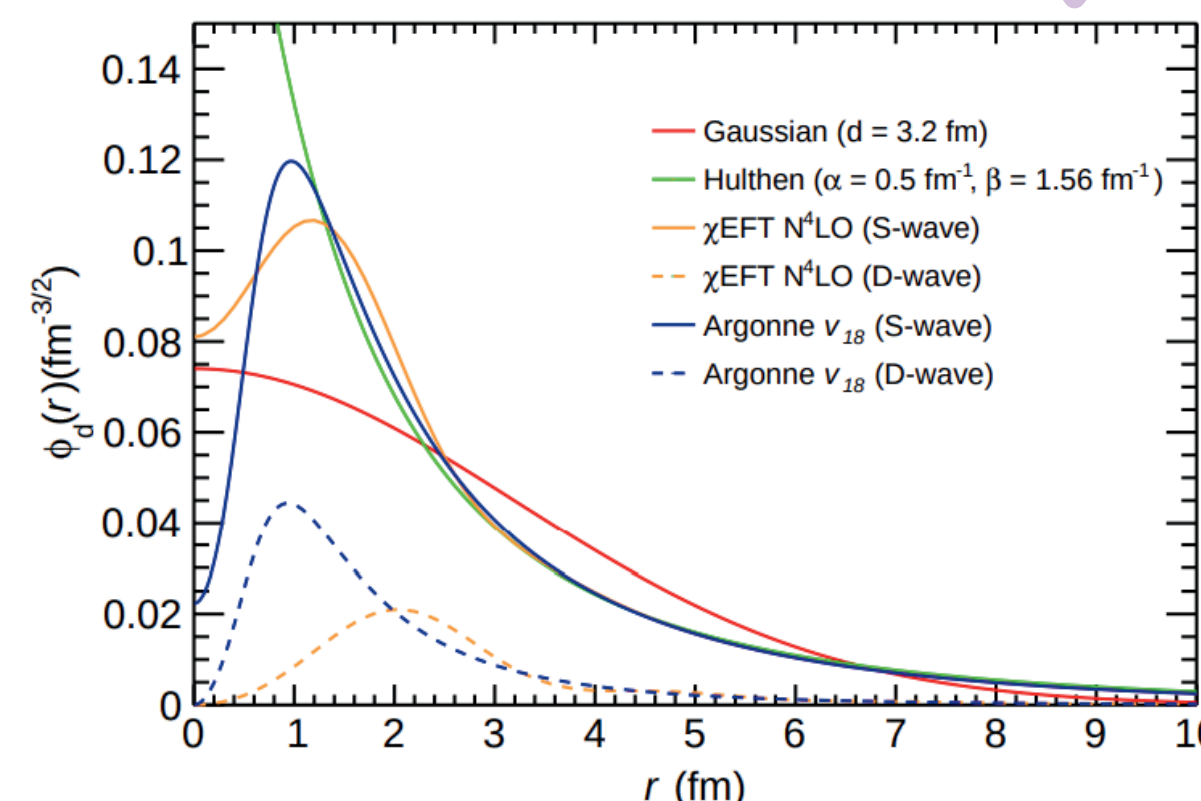 0.14
0.12
0.1
0.08
0.06
0.04
0.02
0
ϕd(r)(fm⁻³ᐟ²)
Gaussian (d = 3.2 fm)
Hulthen (α = 0.5 fm⁻¹, β = 1.56 fm⁻¹)
χEFT N⁴LO (S-wave)
χEFT N⁴LO (D-wave)
Argonne v₁₈ (S-wave)
Argonne v₁₈ (D-wave)
0 1 2 3 4 5 6 7 8 9
r (fm)